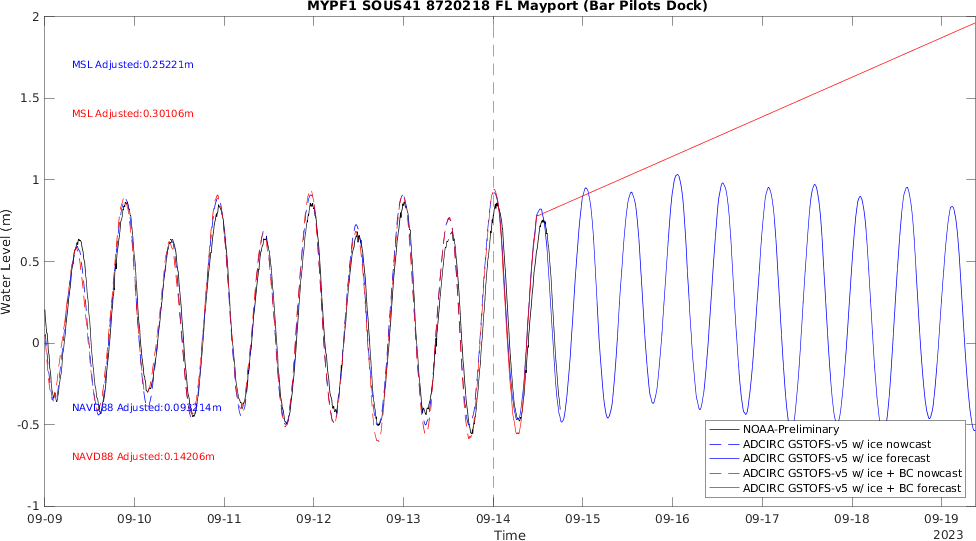 MYPF1 SOUS41 8720218 FL Mayport (Bar Pilots Dock)
2
1.5
1
0.5
0
-0.5
-1
Water Level (m)
MSL Adjusted:0.25221m
MSL Adjusted:0.30106m
NAVD88 Adjusted:0.093214m
NAVD88 Adjusted:0.14206m
NOAA-Preliminary
ADCIRC GSTOFS-v5 w/ ice nowcast
ADCIRC GSTOFS-v5 w/ ice forecast
ADCIRC GSTOFS-v5 w/ ice + BC nowcast
ADCIRC GSTOFS-v5 w/ ice + BC forecast
09-09 09-10 09-11 09-12 09-13 09-14 09-15 09-16 09-17 09-18 09-19
2023
Time